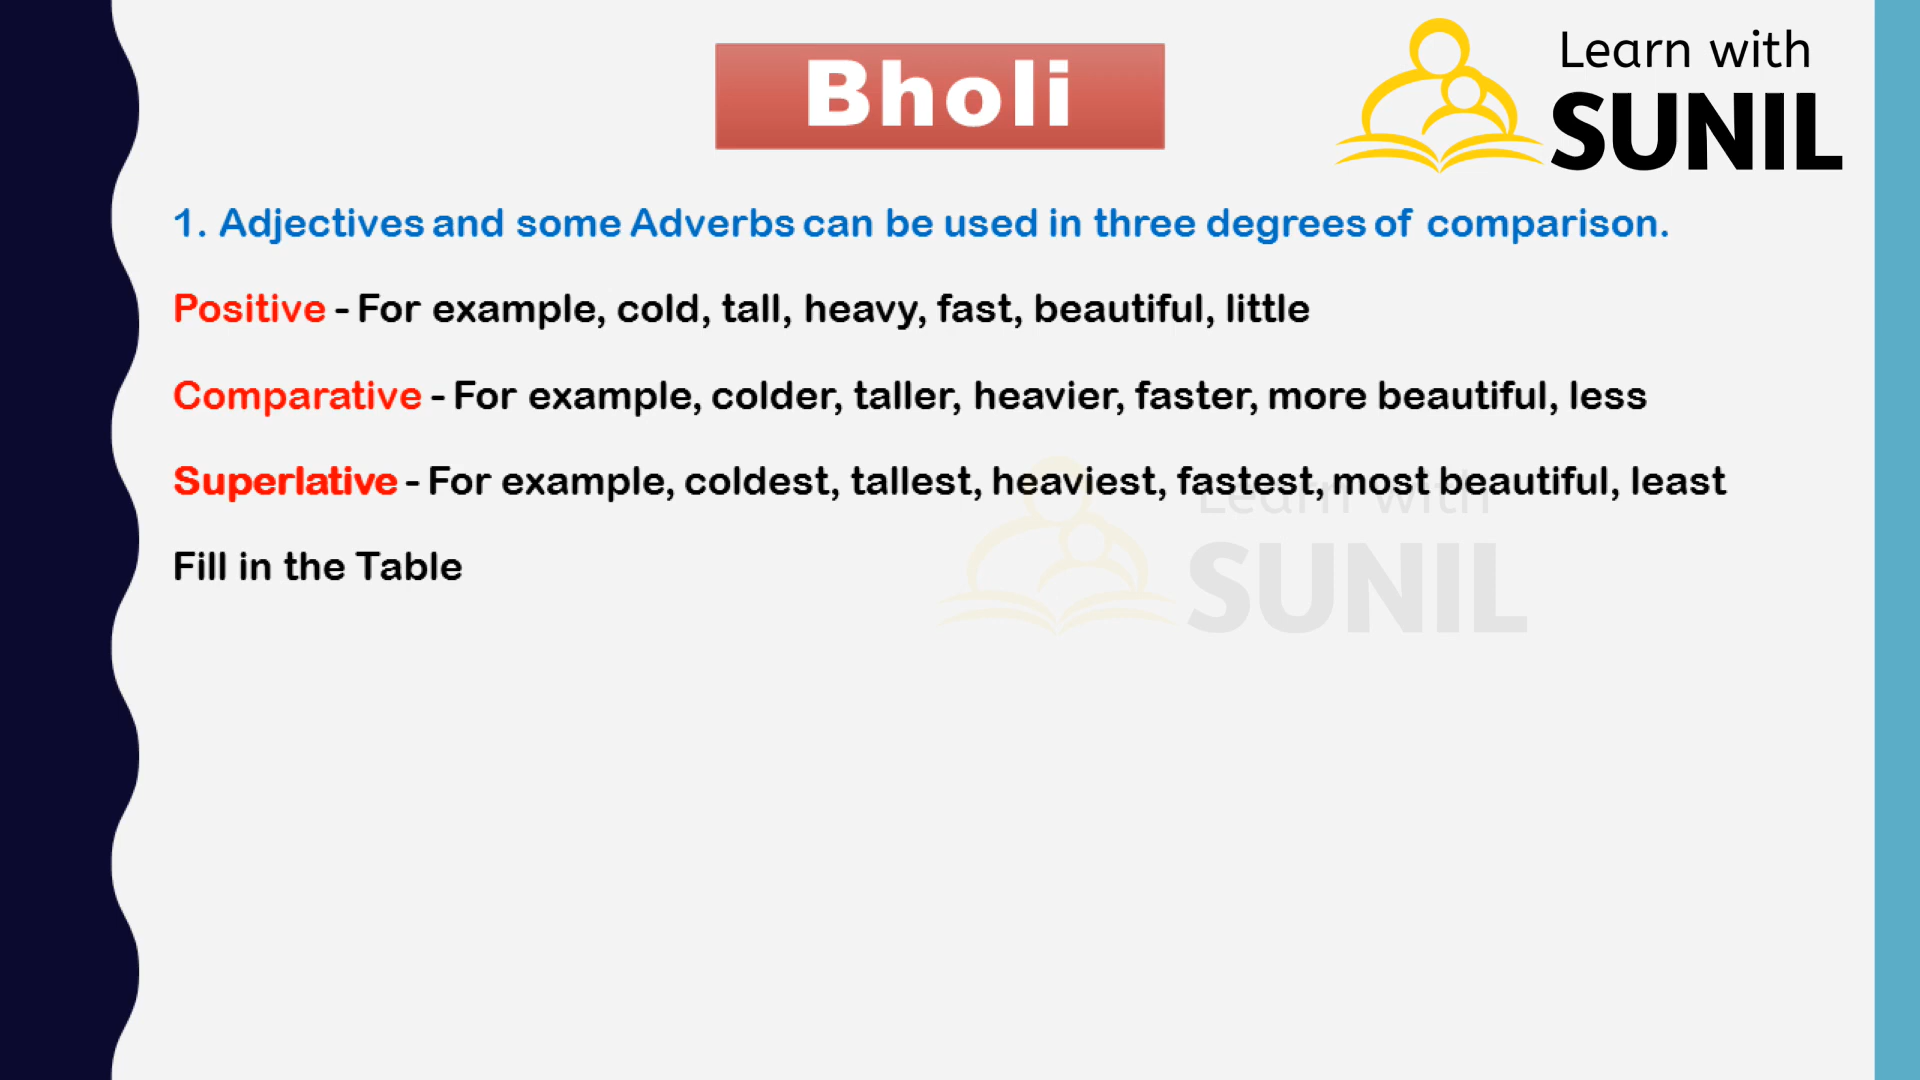 Bholi
Learn with
SUNIL
1. Adjectives and some Adverbs can be used in three degrees of comparison.
Positive - For example, cold, tall, heavy, fast, beautiful, little
Comparative - For example, colder, taller, heavier, faster, more beautiful, less
Superlative - For example, coldest, tallest, heaviest, fastest, most beautiful, least
Learn with
SUNIL
Fill in the Table